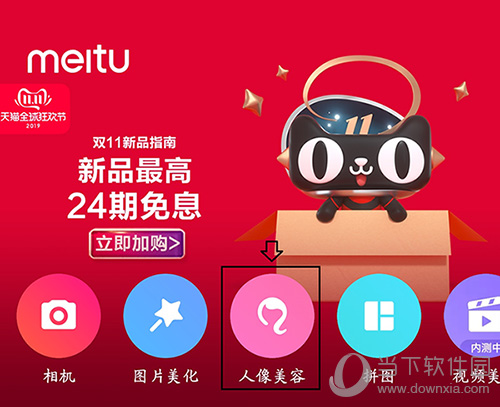 meitu
11.11
天猫全球狂欢节
2019
11
双11新品指南
新品最高
24期免息
立即加购>
内测中
相机
图片美化
人像美容
拼图
视频美
当下软件园
www.downxia.com